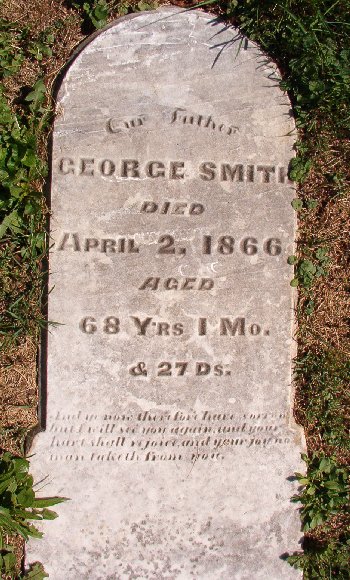 Our Father
GEORGE SMITH
DIED
APRIL 2, 1866
AGED
68 YRS 1 MO.
& 27 DS.
And ye now therefore have sorrow
but I will see you again, and your
hart shall rejoice, and your joy no
man taketh from you.